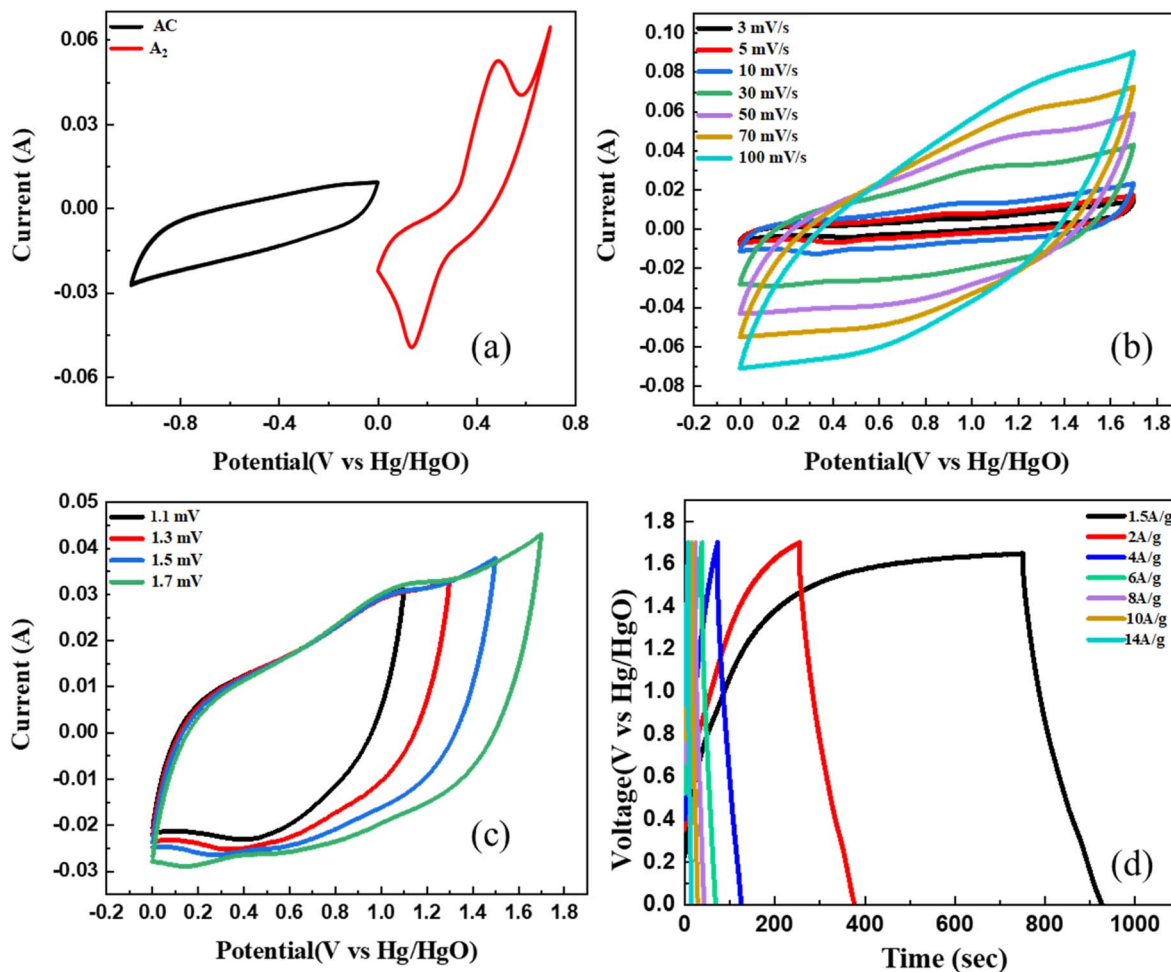 AC
A₂
0.06
0.03
0.00
-0.03
-0.06
-0.8
-0.4
0.0
0.4
0.8
Current (A)
Potential(V vs Hg/HgO)
(a)
3 mV/s
5 mV/s
10 mV/s
30 mV/s
50 mV/s
70 mV/s
100 mV/s
0.10
0.08
0.06
0.04
0.02
0.00
-0.02
-0.04
-0.06
-0.08
-0.2 0.0 0.2 0.4 0.6 0.8 1.0 1.2 1.4 1.6 1.8
Current (A)
Potential(V vs Hg/HgO)
(b)
1.1 mV
1.3 mV
1.5 mV
1.7 mV
0.05
0.04
0.03
0.02
0.01
0.00
-0.01
-0.02
-0.03
-0.2 0.0 0.2 0.4 0.6 0.8 1.0 1.2 1.4 1.6 1.8
Current (A)
Potential(V vs Hg/HgO)
(c)
1.5A/g
2A/g
4A/g
6A/g
8A/g
10A/g
14A/g
1.8
1.6
1.4
1.2
1.0
0.8
0.6
0.4
0.2
0.0
0 200 400 600 800 1000
Voltage(V vs Hg/HgO)
Time (sec)
(d)